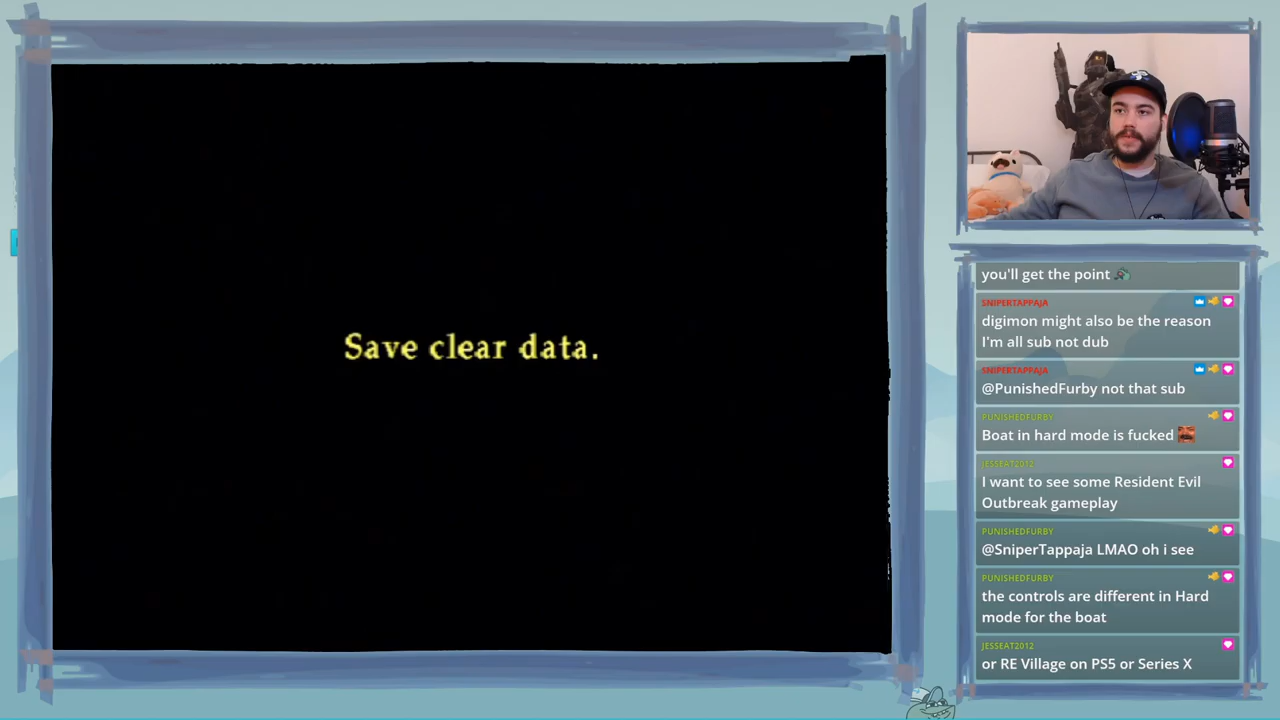 Save clear data.
you'll get the point
SNIPERTAPPAJA
digimon might also be the reason
I'm all sub not dub
SNIPERTAPPAJA
@PunishedFurby not that sub
PUNISHEDFURBY
Boat in hard mode is fucked
JESSEAT2012
I want to see some Resident Evil
Outbreak gameplay
PUNISHEDFURBY
@SniperTappaja LMAO oh i see
PUNISHEDFURBY
the controls are different in Hard
mode for the boat
JESSEAT2012
or RE Village on PS5 or Series X